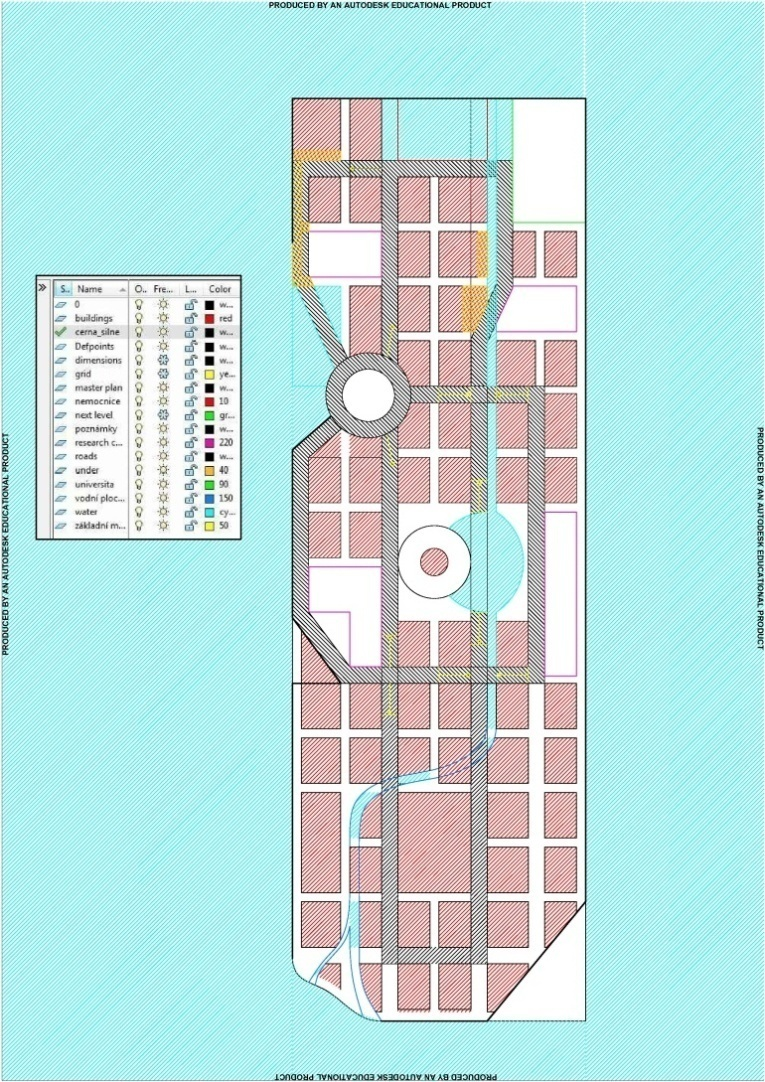 PRODUCED BY AN AUTODESK EDUCATIONAL PRODUCT
» S.. Name O.. Fre... L... Color
0 w...
buildings red
cerna_silne w...
Defpoints w...
dimensions w...
grid ye...
master plan w...
nemocnice 10
next level gr...
poznámky w...
research c... 220
roads w...
under 40
universita 90
vodní ploc... 150
water cy...
základní m... 50
PRODUCED BY AN AUTODESK EDUCATIONAL PRODUCT
PRODUCED BY AN AUTODESK EDUCATIONAL PRODUCT
PRODUCED BY AN AUTODESK EDUCATIONAL PRODUCT